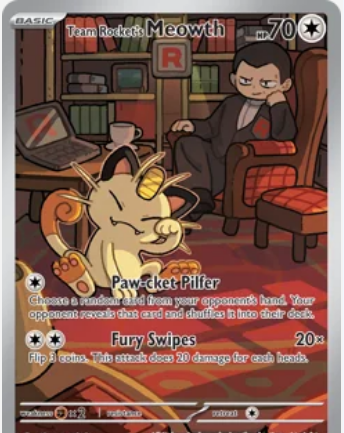 BASIC
Team Rocket's Meowth HP70
R
Paw-cket Pilfer
Choose a random card from your opponent's hand. Your
opponent reveals that card and shuffles it into their deck.
Fury Swipes 20×
Flip 3 coins. This attack does 20 damage for each heads.
weakness ×2 resistance retreat